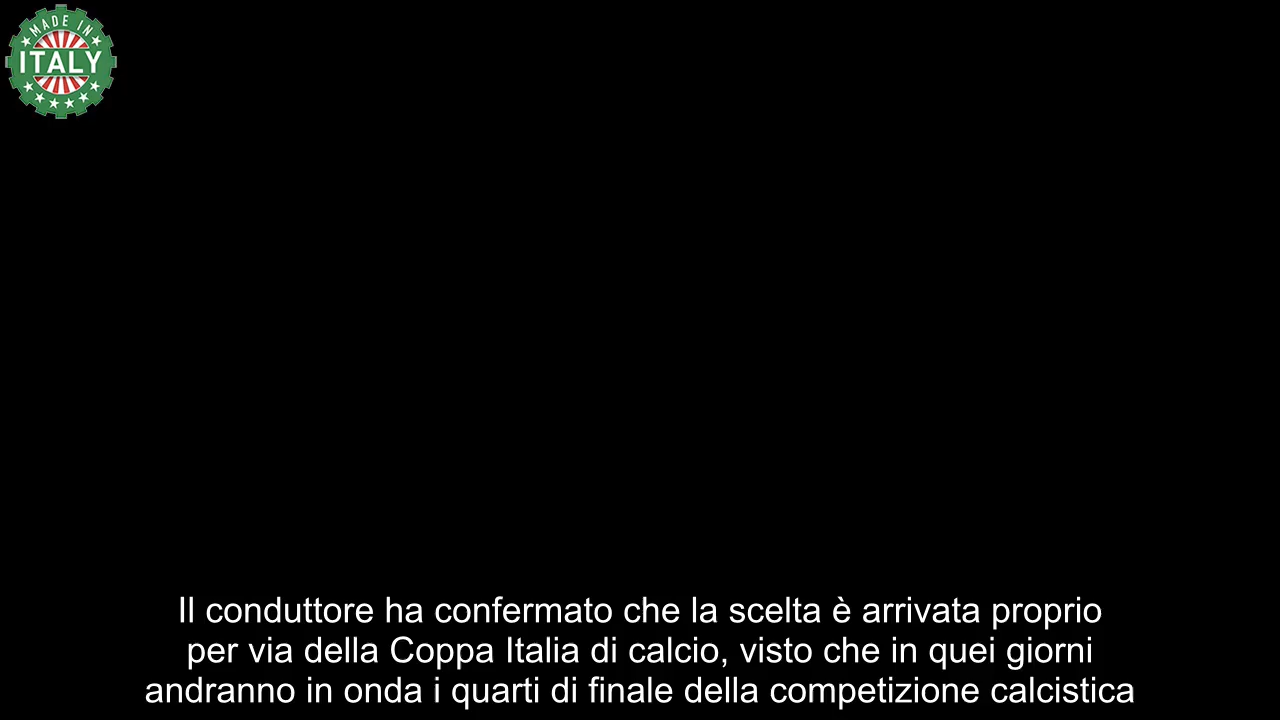 MADE IN
ITALY
Il conduttore ha confermato che la scelta è arrivata proprio
per via della Coppa Italia di calcio, visto che in quei giorni
andranno in onda i quarti di finale della competizione calcistica